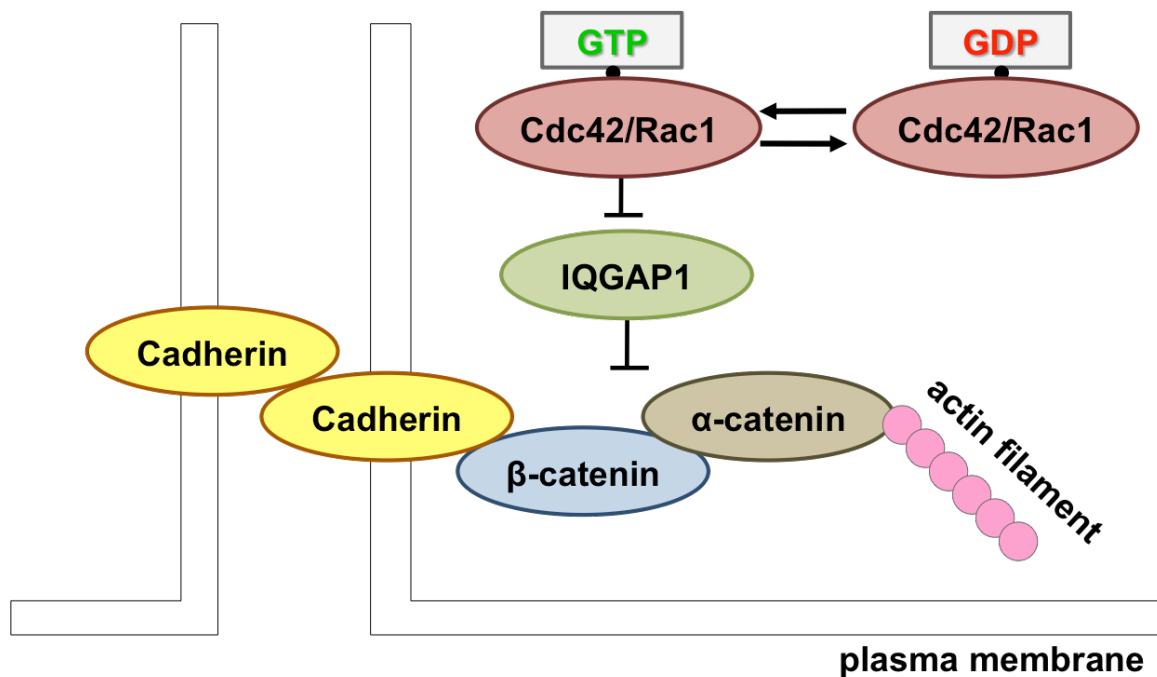 GTP
GDP
Cdc42/Rac1
Cdc42/Rac1
IQGAP1
Cadherin
Cadherin
α-catenin
β-catenin
actin filament
plasma membrane